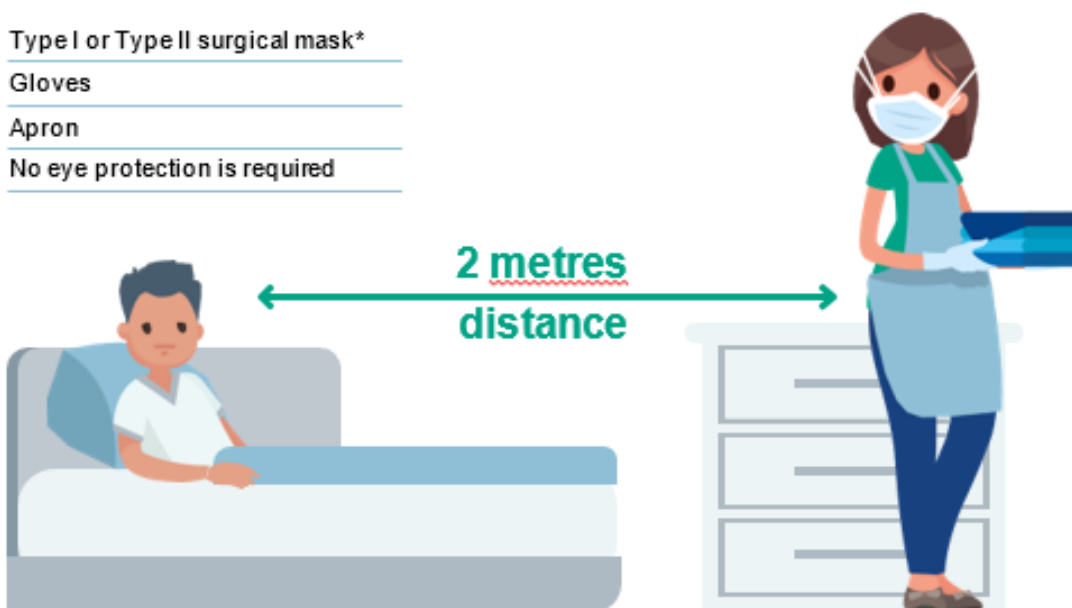 Type I or Type II surgical mask*
Gloves
Apron
No eye protection is required
2 metres
distance